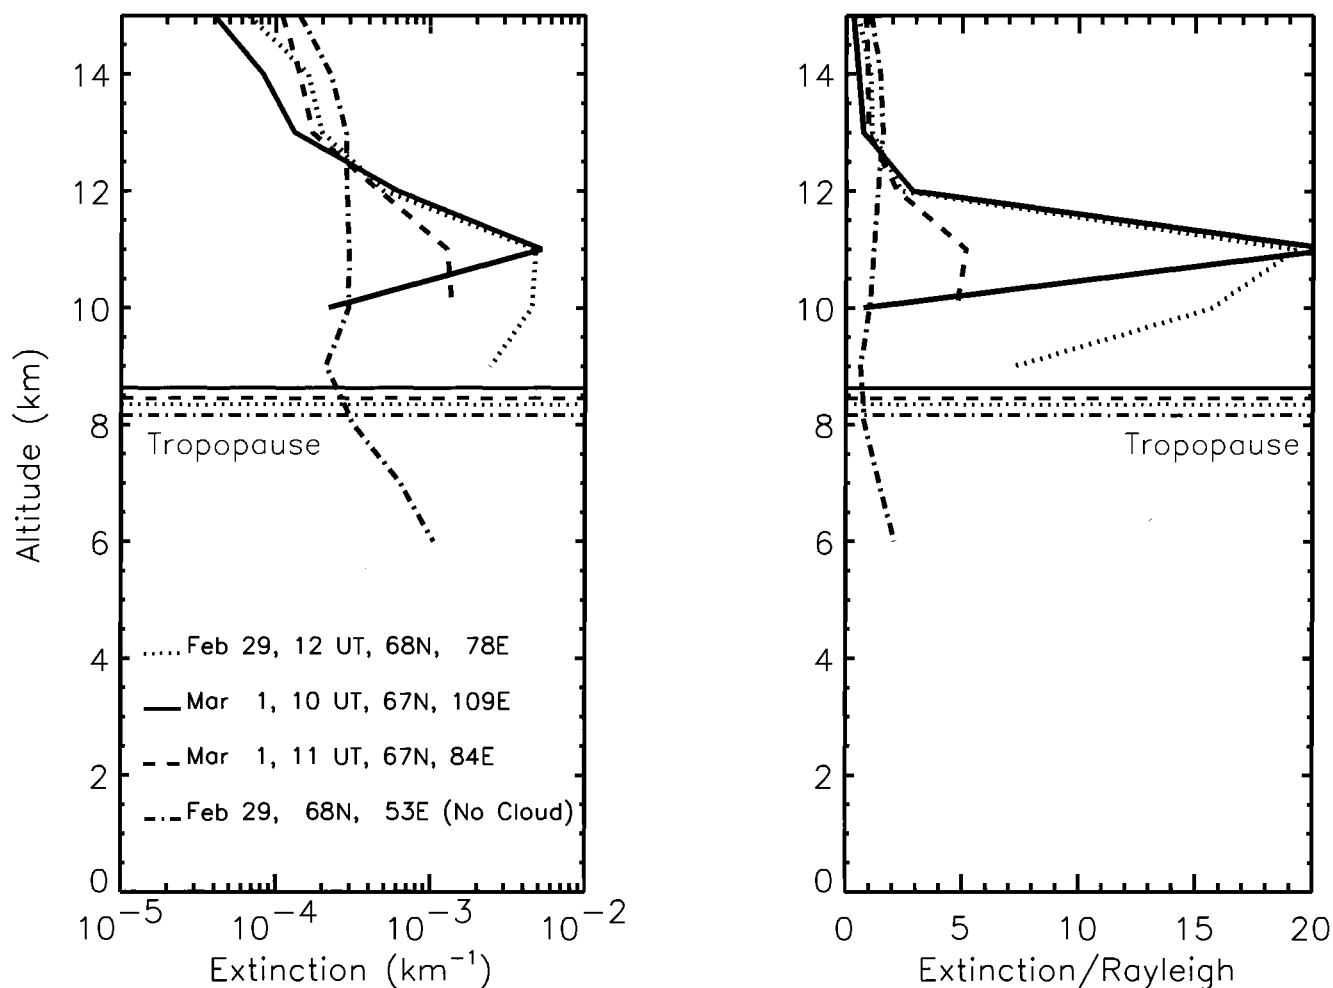 14
12
10
8
6
4
2
0
Altitude (km)
Tropopause
Feb 29, 12 UT, 68N, 78E
Mar 1, 10 UT, 67N, 109E
Mar 1, 11 UT, 67N, 84E
Feb 29, 68N, 53E (No Cloud)
10⁻⁵ 10⁻⁴ 10⁻³ 10⁻²
Extinction (km⁻¹)
14
12
10
8
6
4
2
0
Tropopause
0 5 10 15 20
Extinction/Rayleigh